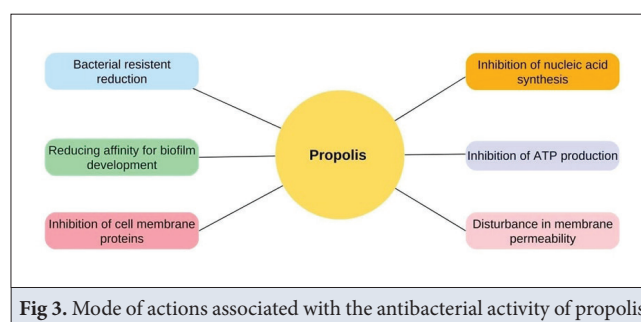 Bacterial resistent
reduction
Inhibition of nucleic acid
synthesis
Reducing affinity for biofilm
development
Propolis
Inhibition of ATP production
Inhibition of cell membrane
proteins
Disturbance in membrane
permeability
Fig 3. Mode of actions associated with the antibacterial activity of propolis